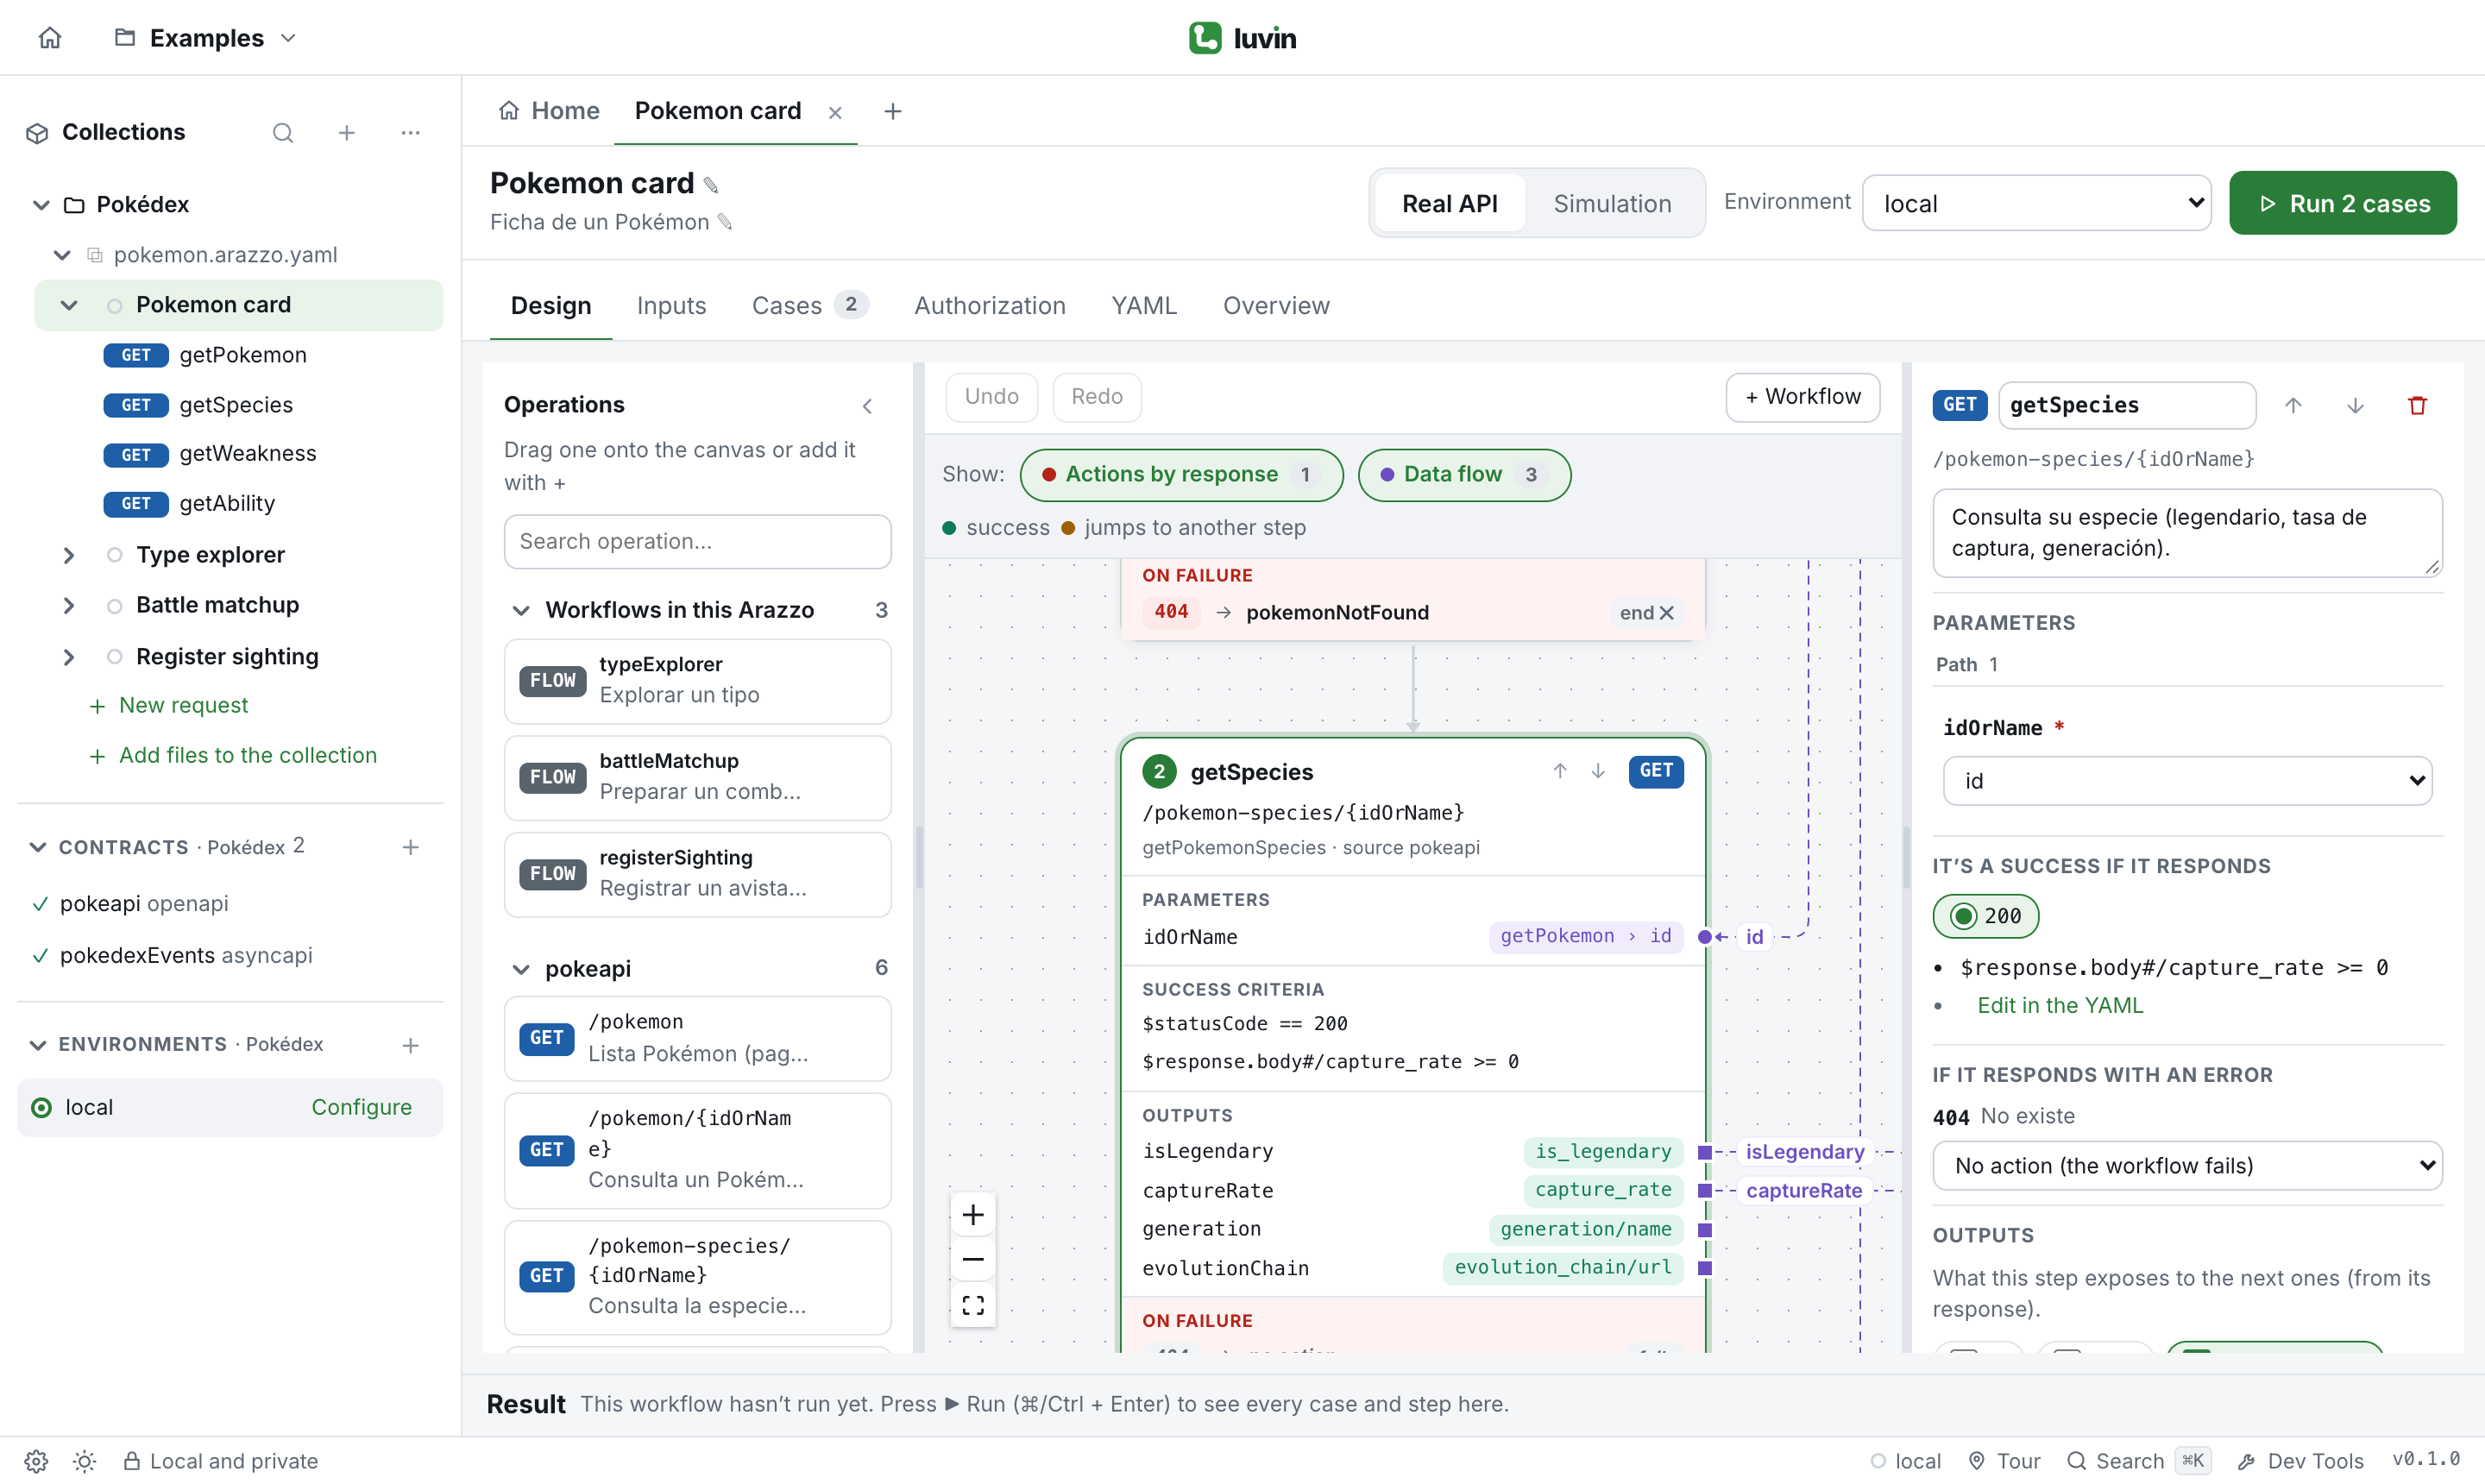 Examples
luvin
Collections
Home
Pokemon card
Pokédex
pokemon.arazzo.yaml
Pokemon card
GET getPokemon
GET getSpecies
GET getWeakness
GET getAbility
Type explorer
Battle matchup
Register sighting
+ New request
+ Add files to the collection
CONTRACTS · Pokédex 2
pokeapi openapi
pokedexEvents asyncapi
ENVIRONMENTS · Pokédex
local Configure
Pokemon card
Ficha de un Pokémon
Real API Simulation
Environment local
Run 2 cases
Design Inputs Cases 2 Authorization YAML Overview
Operations
Drag one onto the canvas or add it
with +
Search operation...
Workflows in this Arazzo 3
FLOW typeExplorer
Explorar un tipo
FLOW battleMatchup
Preparar un comb...
FLOW registerSighting
Registrar un avista...
pokeapi 6
GET /pokemon
Lista Pokémon (pag...
GET /pokemon/{idOrNam
e}
Consulta un Pokém...
GET /pokemon-species/
{idOrName}
Consulta la especie...
Undo Redo + Workflow
Show: Actions by response 1 Data flow 3
success jumps to another step
ON FAILURE
404 → pokemonNotFound end ✕
2 getSpecies ↑ ↓ GET
/pokemon-species/{idOrName}
getPokemonSpecies · source pokeapi
PARAMETERS
idOrName getPokemon › id id
SUCCESS CRITERIA
$statusCode == 200
$response.body#/capture_rate >= 0
OUTPUTS
isLegendary is_legendary isLegendary
captureRate capture_rate captureRate
generation generation/name
evolutionChain evolution_chain/url
ON FAILURE
GET getSpecies ↑ ↓
/pokemon-species/{idOrName}
Consulta su especie (legendario, tasa de
captura, generación).
PARAMETERS
Path 1
idOrName *
id
IT'S A SUCCESS IF IT RESPONDS
200
• $response.body#/capture_rate >= 0
• Edit in the YAML
IF IT RESPONDS WITH AN ERROR
404 No existe
No action (the workflow fails)
OUTPUTS
What this step exposes to the next ones (from its
response).
Result This workflow hasn't run yet. Press ▶ Run (⌘/Ctrl + Enter) to see every case and step here.
Local and private
local Tour Search ⌘K Dev Tools v0.1.0